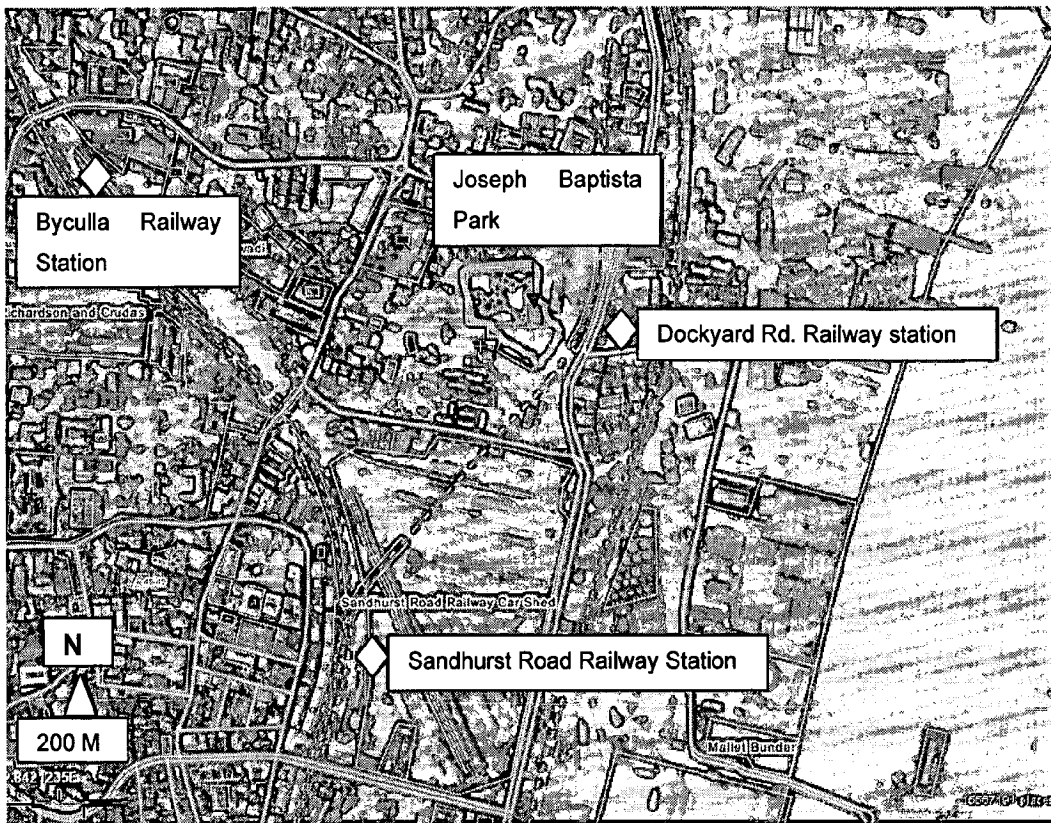 Joseph Baptista
Park
Byculla Railway
Station
Richardson and Crudas
Dockyard Rd. Railway station
Sandhurst Road Railway Car Shed
N
Sandhurst Road Railway Station
200 M
Mallet Bunder